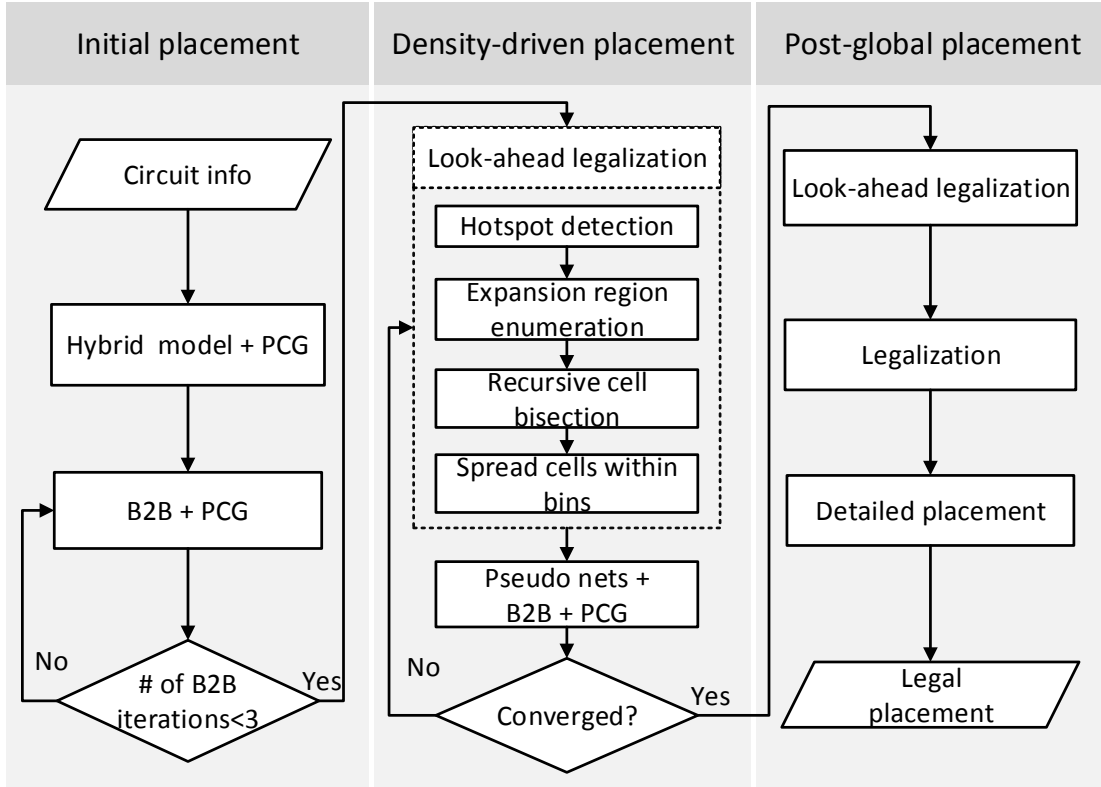 Initial placement
Circuit info
Hybrid model + PCG
B2B + PCG
No
# of B2B
iterations<3
Yes
Density-driven placement
Look-ahead legalization
Hotspot detection
Expansion region
enumeration
Recursive cell
bisection
Spread cells within
bins
Pseudo nets +
B2B + PCG
No
Converged?
Yes
Post-global placement
Look-ahead legalization
Legalization
Detailed placement
Legal
placement